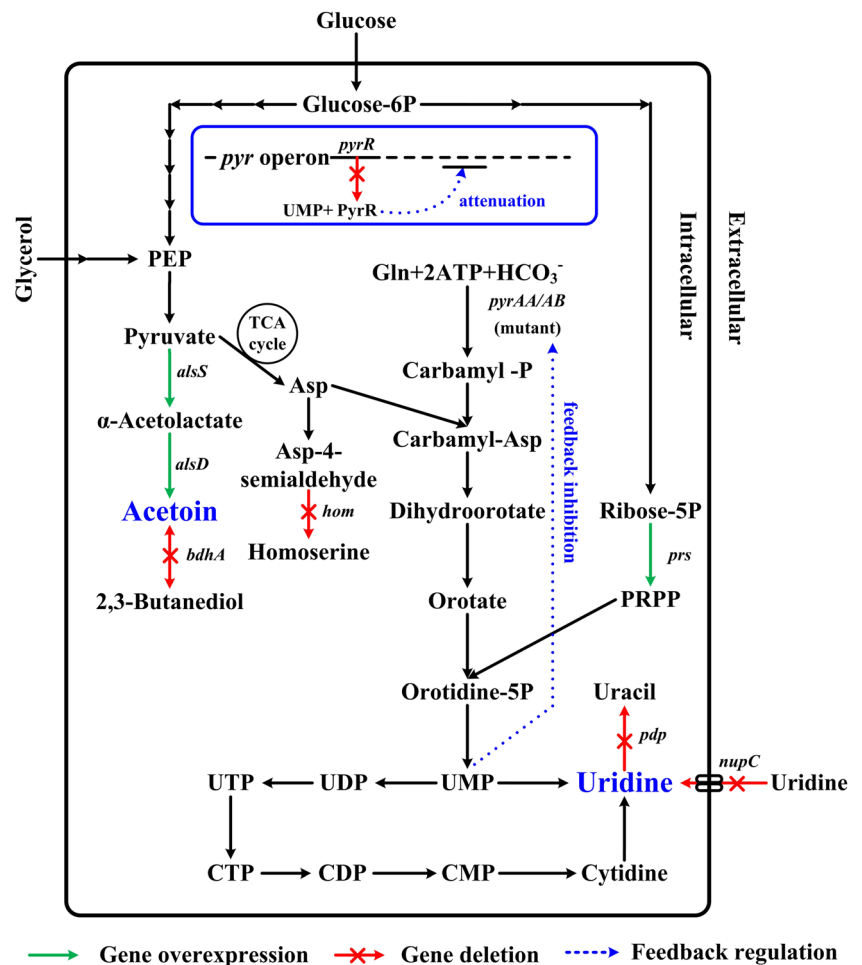 Glucose
Glucose-6P
pyrR
pyr operon
UMP+ PyrR
attenuation
Glycerol
PEP
Intracellular
Extracellular
Gln+2ATP+HCO₃⁻
pyrAA/AB
(mutant)
Pyruvate
TCA
cycle
alsS
Asp
Carbamyl -P
α-Acetolactate
Carbamyl-Asp
feedback inhibition
alsD
Asp-4-
semialdehyde
Acetoin
hom
Dihydroorotate
Ribose-5P
bdhA
Homoserine
prs
2,3-Butanediol
Orotate
PRPP
Orotidine-5P
Uracil
pdp
nupC
UTP
UDP
UMP
Uridine
Uridine
CTP
CDP
CMP
Cytidine
Gene overexpression
Gene deletion
Feedback regulation